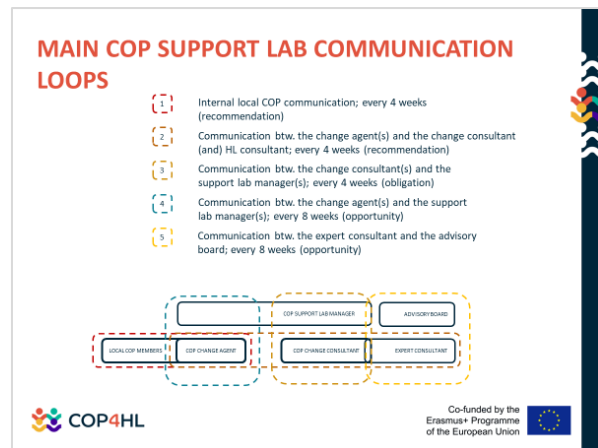 MAIN COP SUPPORT LAB COMMUNICATION
LOOPS
1 Internal local COP communication; every 4 weeks
(recommendation)
2 Communication btw. the change agent(s) and the change consultant
(and) HL consultant; every 4 weeks (recommendation)
3 Communication btw. the change consultant(s) and the
support lab manager(s); every 4 weeks (obligation)
4 Communication btw. the change agent(s) and the support
lab manager(s); every 8 weeks (opportunity)
5 Communication btw. the expert consultant and the advisory
board; every 8 weeks (opportunity)
COP SUPPORT LAB MANAGER ADVISORY BOARD
LOCAL COP MEMBERS COP CHANGE AGENT COP CHANGE CONSULTANT EXPERT CONSULTANT
COP4HL
Co-funded by the
Erasmus+ Programme
of the European Union